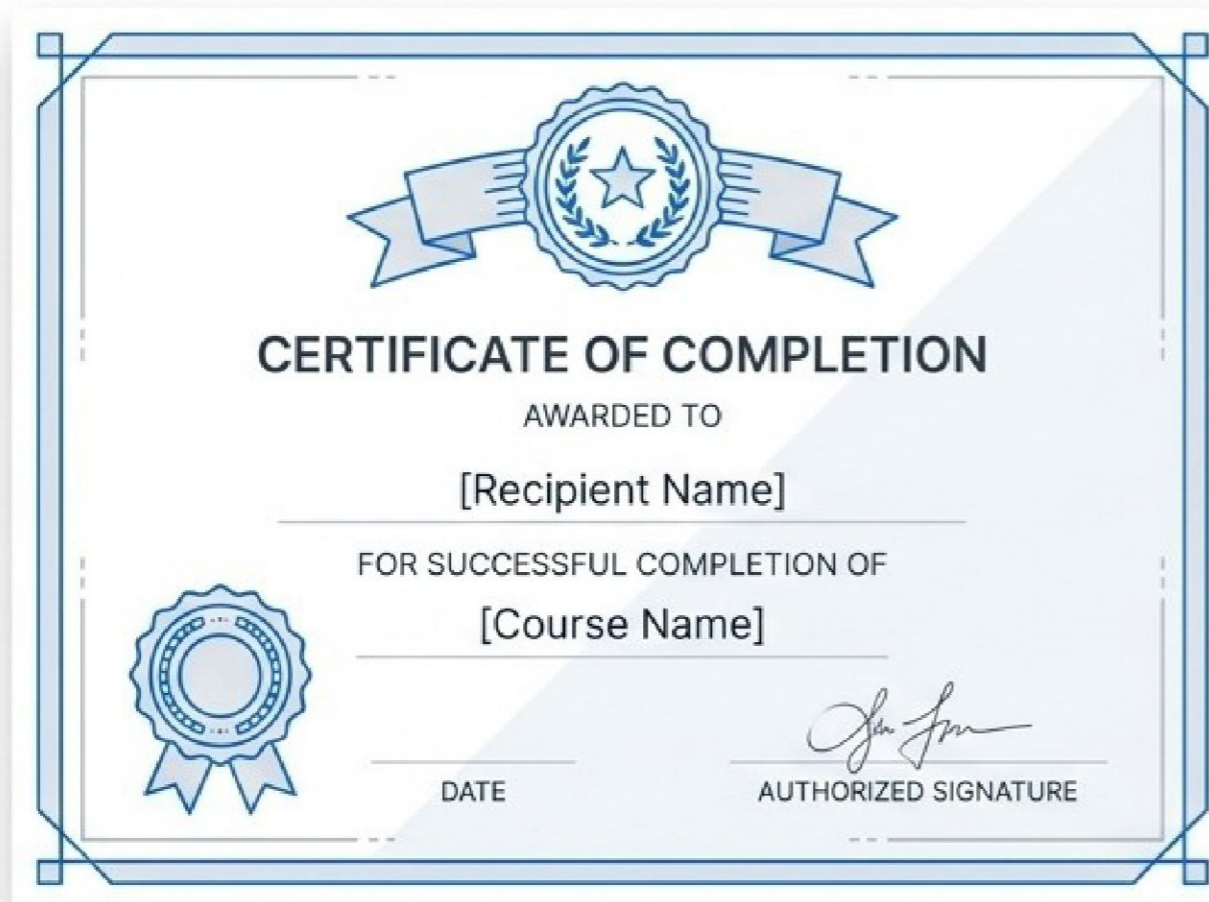 CERTIFICATE OF COMPLETION
AWARDED TO
[Recipient Name]
FOR SUCCESSFUL COMPLETION OF
[Course Name]
DATE
AUTHORIZED SIGNATURE